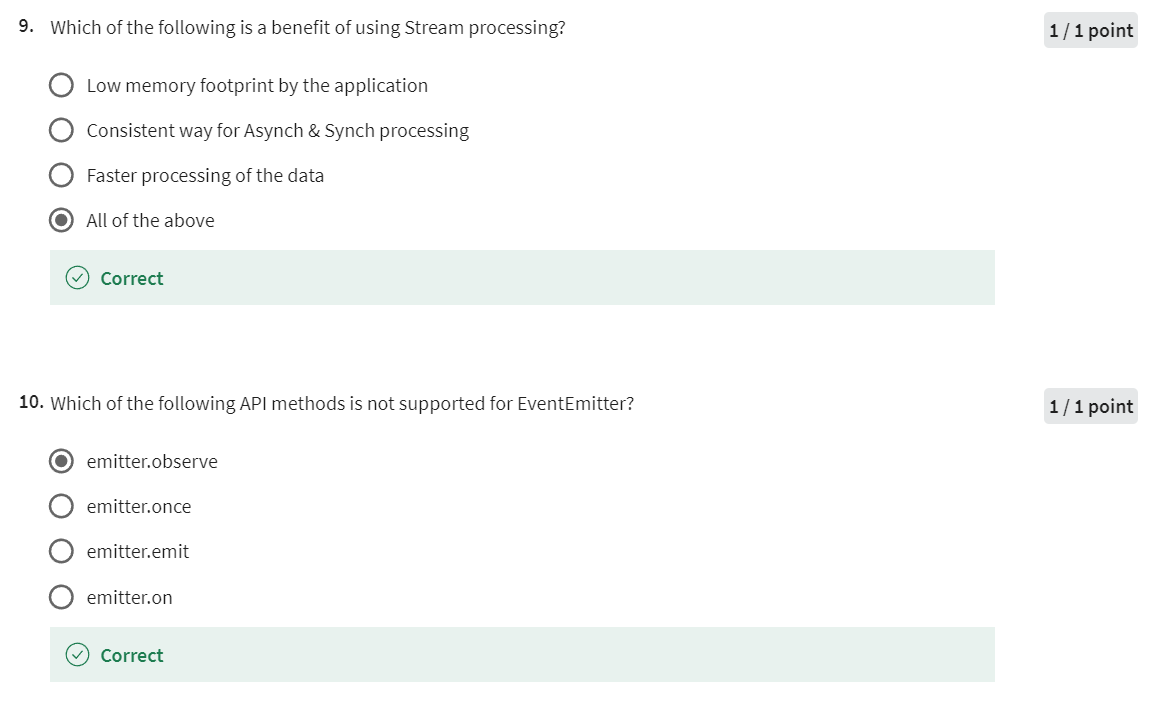 9. Which of the following is a benefit of using Stream processing?
1 / 1 point
Low memory footprint by the application
Consistent way for Asynch & Synch processing
Faster processing of the data
All of the above
Correct
10. Which of the following API methods is not supported for EventEmitter?
1 / 1 point
emitter.observe
emitter.once
emitter.emit
emitter.on
Correct